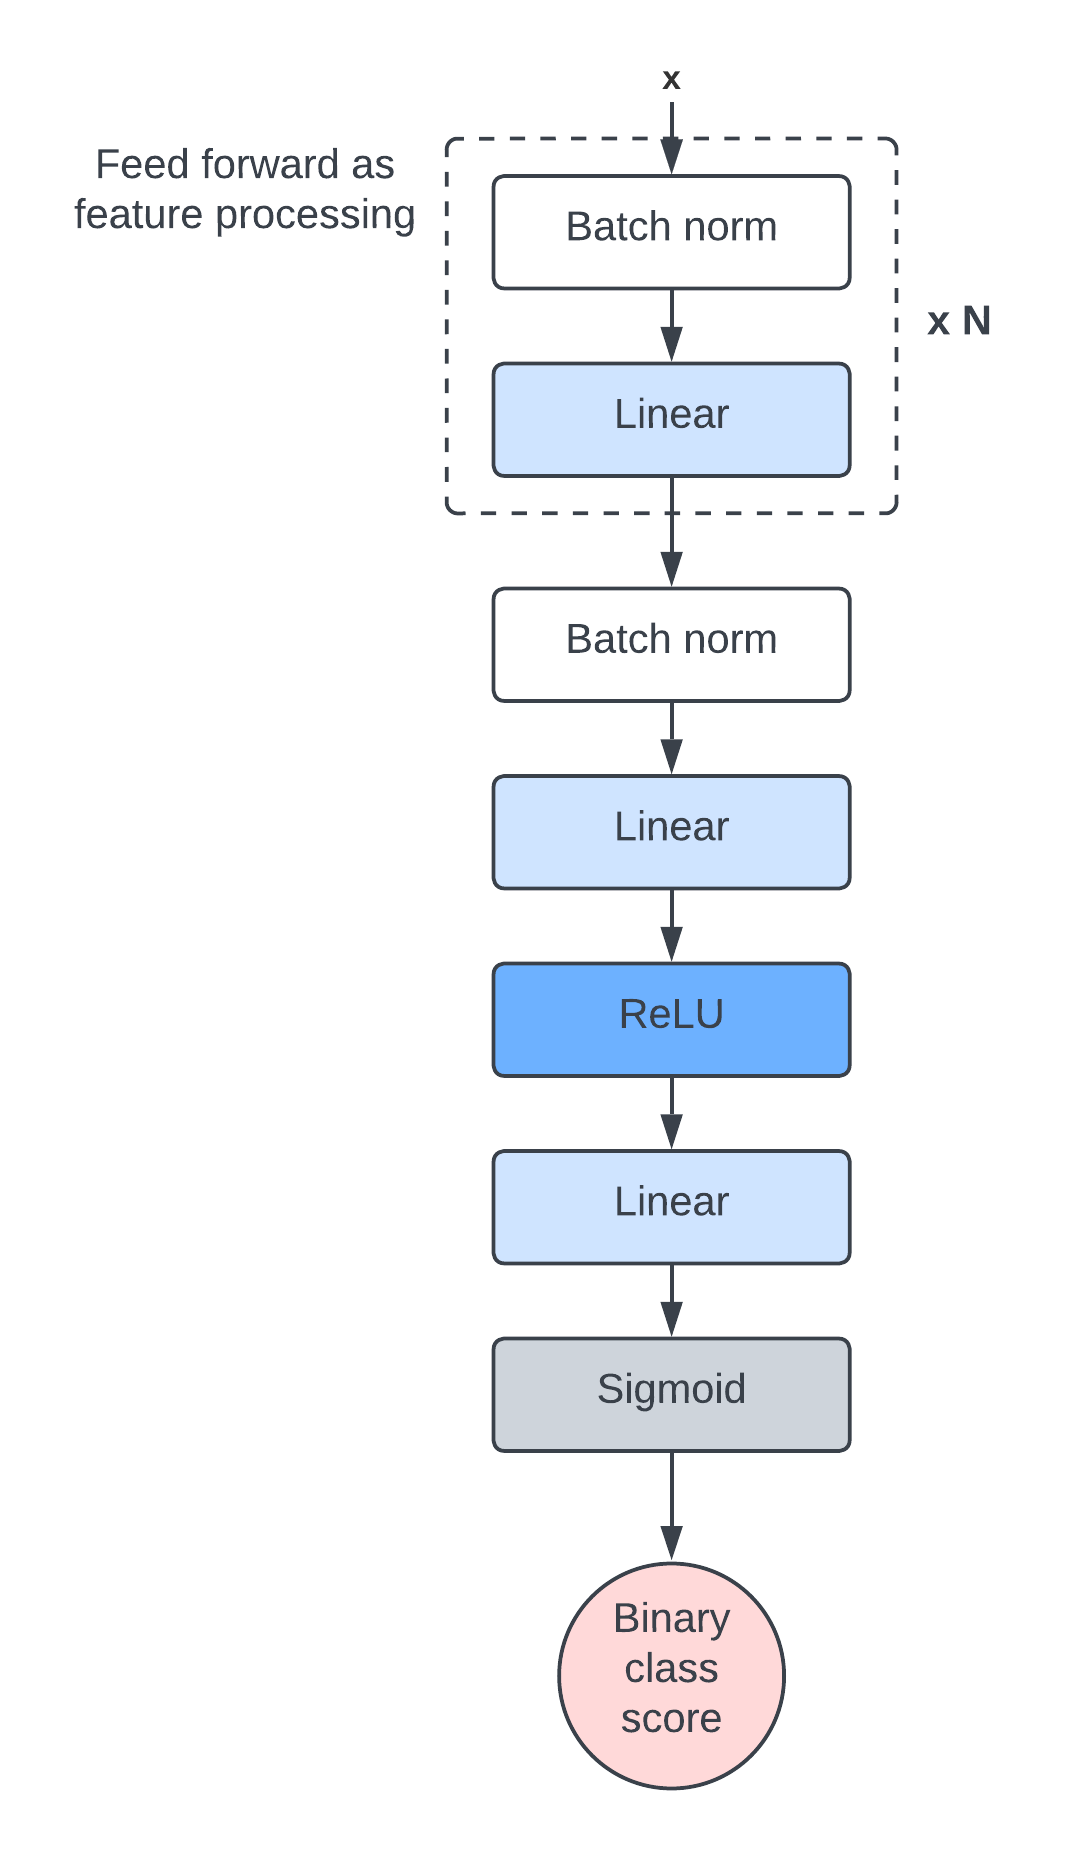 x
Feed forward as
feature processing
Batch norm
x N
Linear
Batch norm
Linear
ReLU
Linear
Sigmoid
Binary
class
score